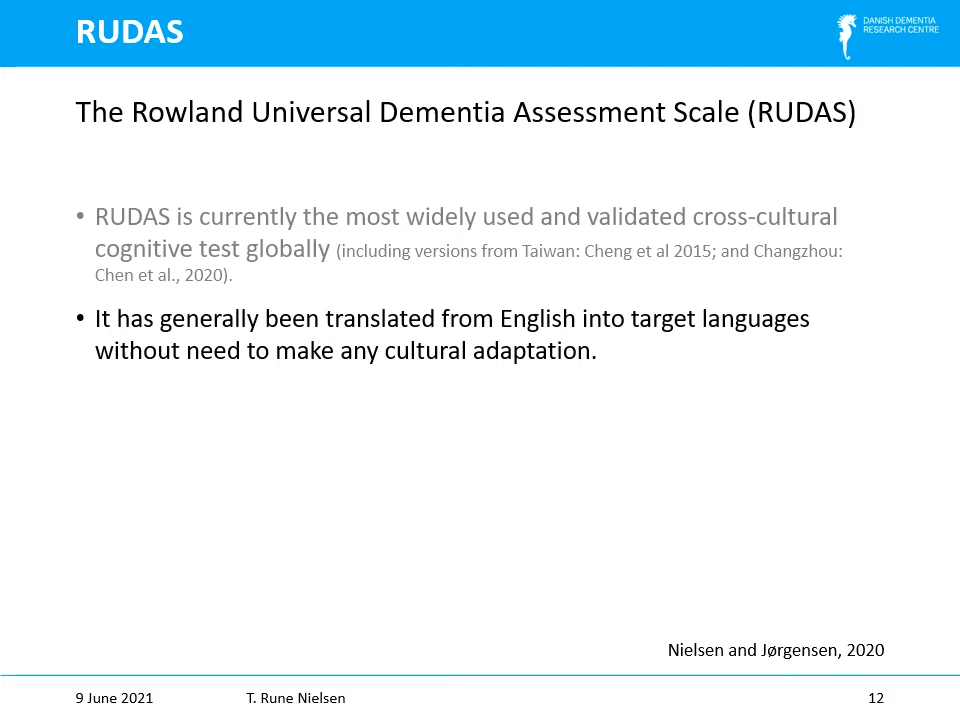 RUDAS
DANISH DEMENTIA
RESEARCH CENTRE
The Rowland Universal Dementia Assessment Scale (RUDAS)
• RUDAS is currently the most widely used and validated cross-cultural
cognitive test globally (including versions from Taiwan: Cheng et al 2015; and Changzhou:
Chen et al., 2020).
• It has generally been translated from English into target languages
without need to make any cultural adaptation.
Nielsen and Jørgensen, 2020
9 June 2021 T. Rune Nielsen 12